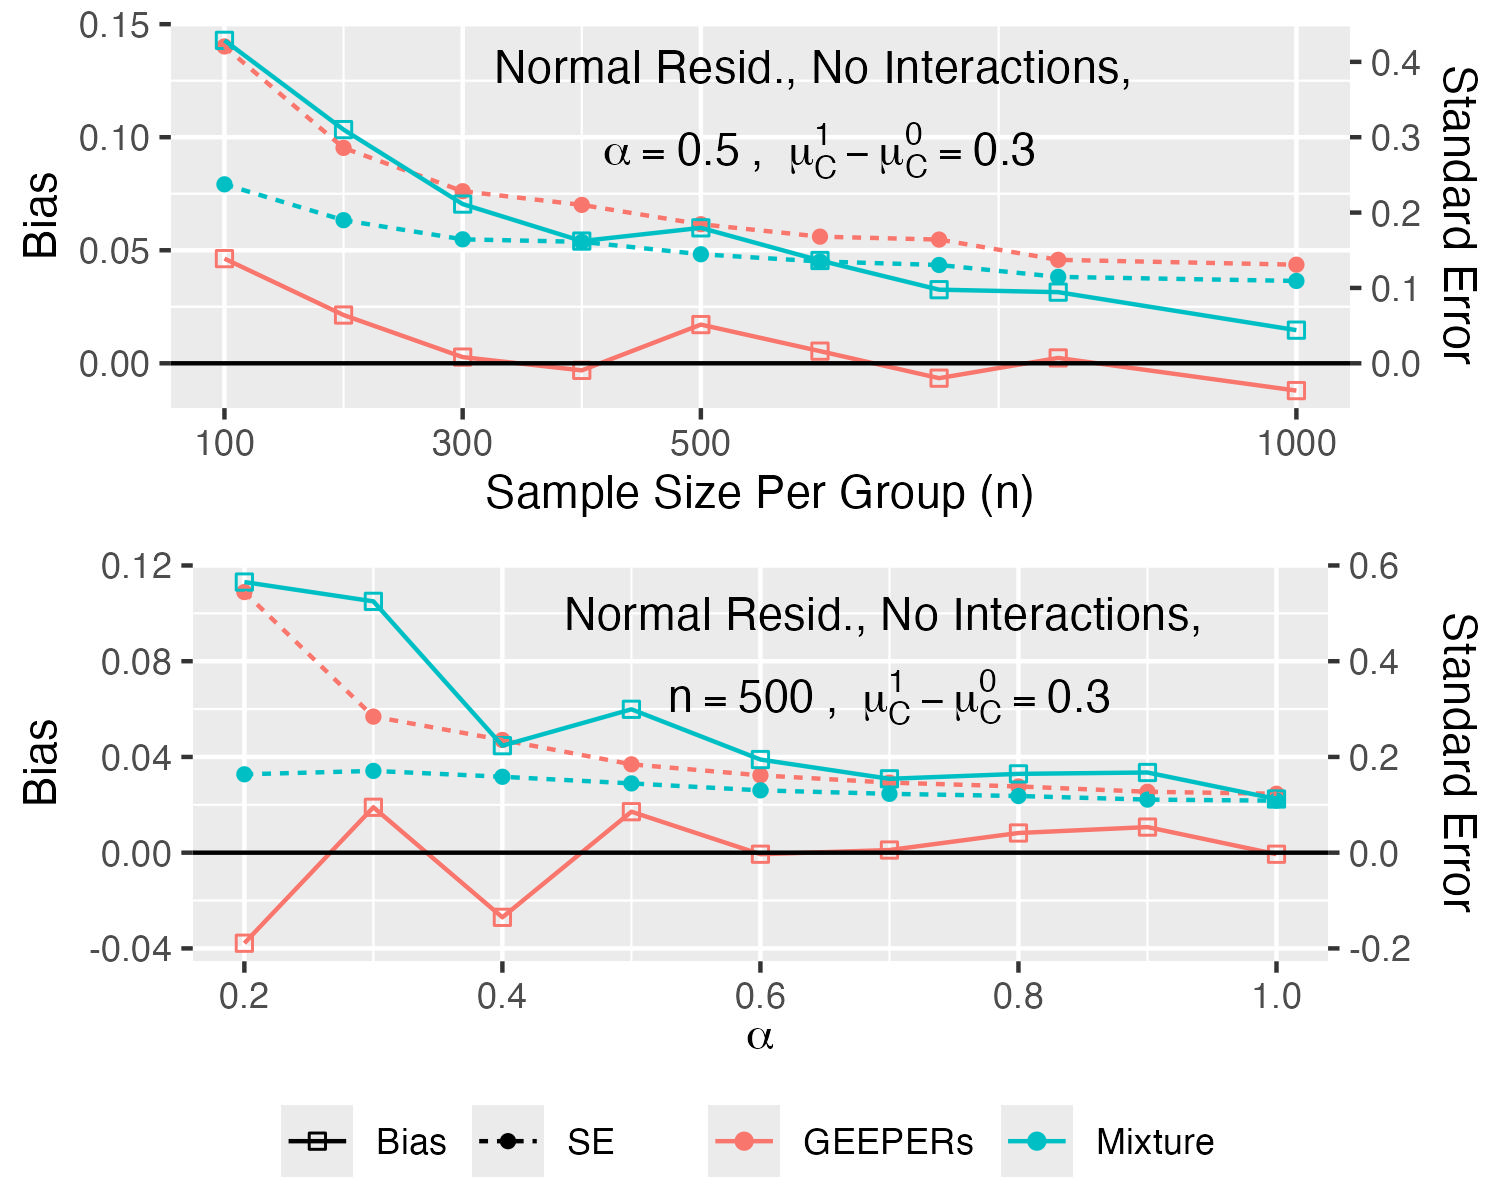 Normal Resid., No Interactions,
α = 0.5 , μ_C^1 − μ_C^0 = 0.3
Bias
0.15
0.10
0.05
0.00
Standard Error
0.4
0.3
0.2
0.1
0.0
100 300 500 1000
Sample Size Per Group (n)
Normal Resid., No Interactions,
n = 500 , μ_C^1 − μ_C^0 = 0.3
Bias
0.12
0.08
0.04
0.00
-0.04
Standard Error
0.6
0.4
0.2
0.0
-0.2
0.2 0.4 0.6 0.8 1.0
α
Bias SE GEEPERs Mixture